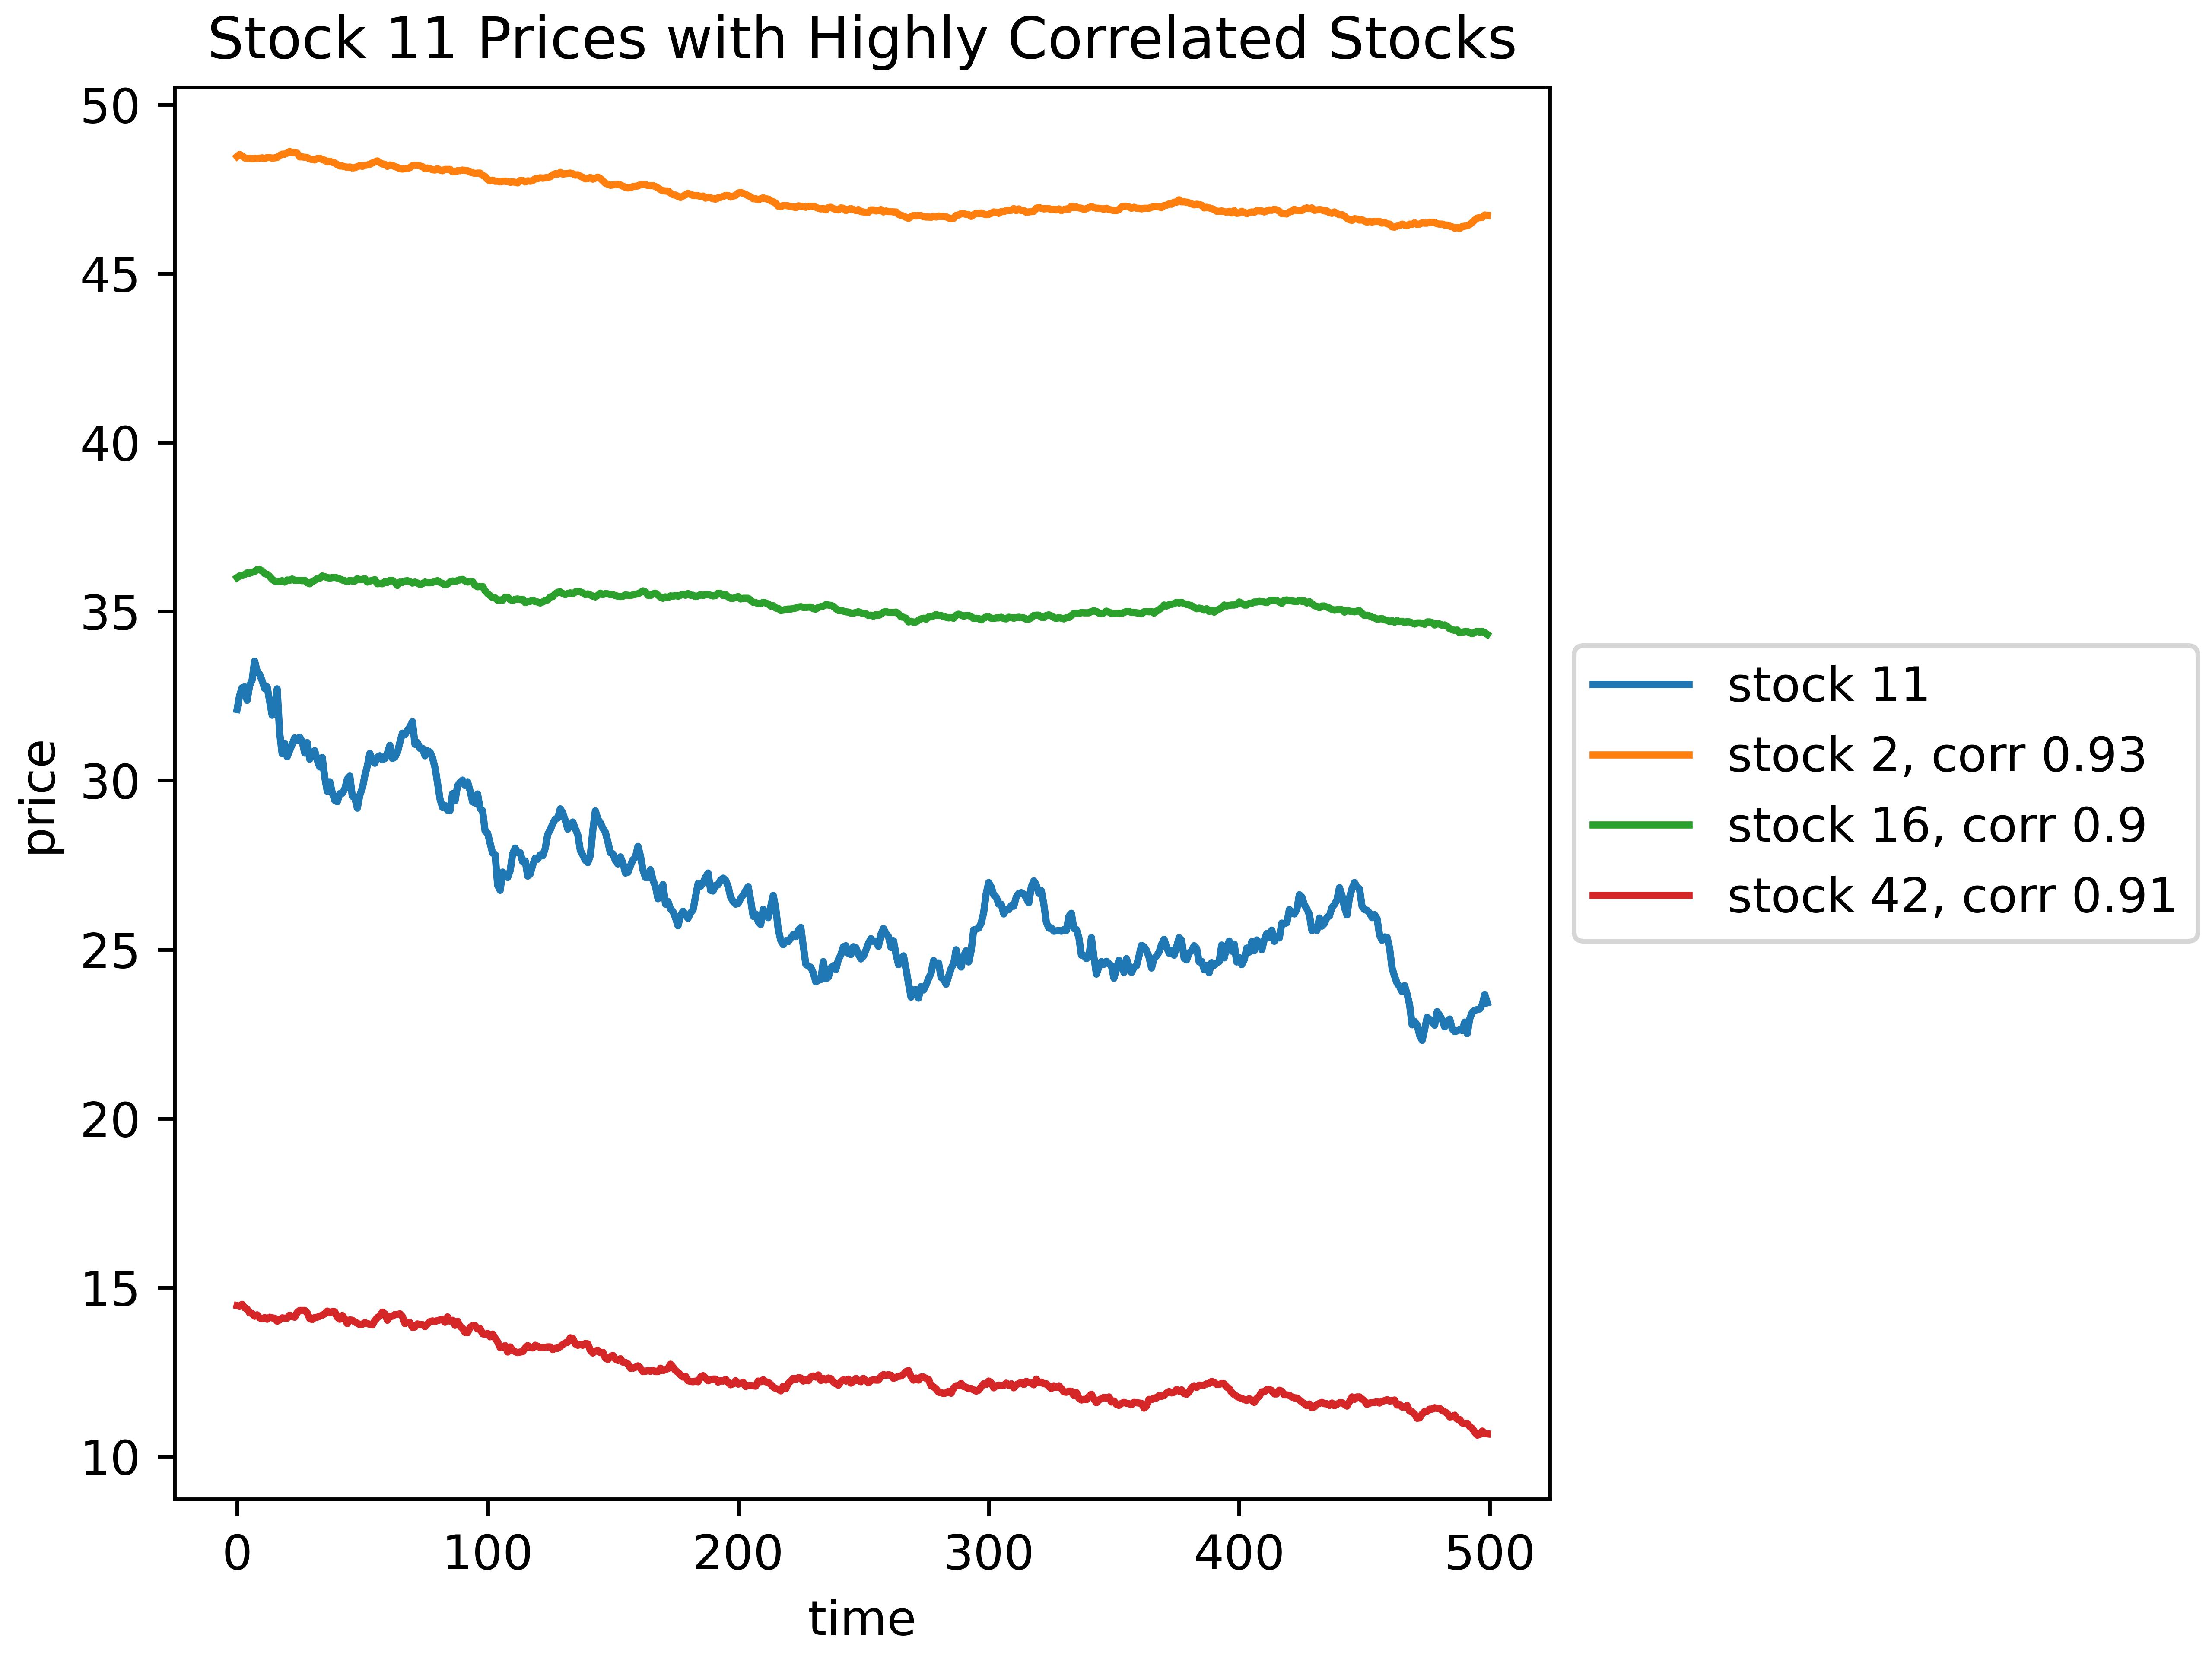 Stock 11 Prices with Highly Correlated Stocks
50
45
40
35
30
25
20
15
10
price
0 100 200 300 400 500
time
stock 11
stock 2, corr 0.93
stock 16, corr 0.9
stock 42, corr 0.91